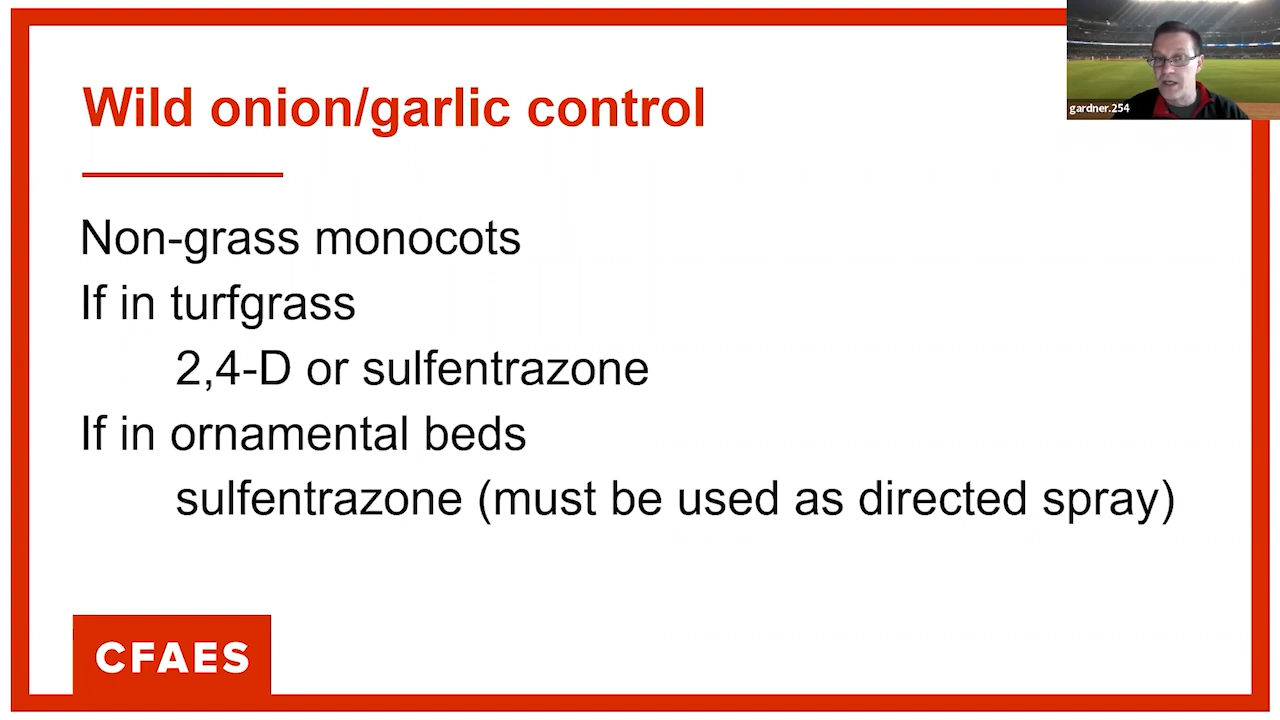 Wild onion/garlic control
gardner.254
Non-grass monocots
If in turfgrass
2,4-D or sulfentrazone
If in ornamental beds
sulfentrazone (must be used as directed spray)
CFAES